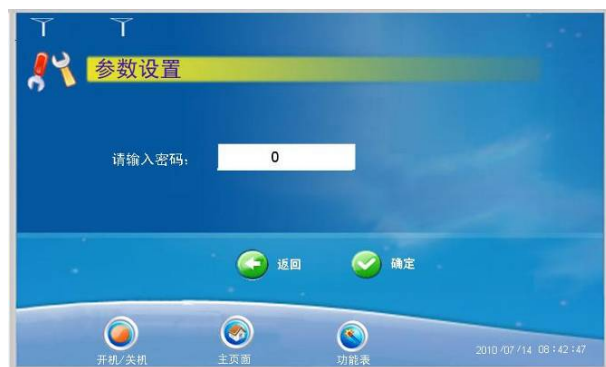 参数设置
请输入密码：
0
返回
确定
开机/关机
主页面
功能表
2010/07/14 08:42:47